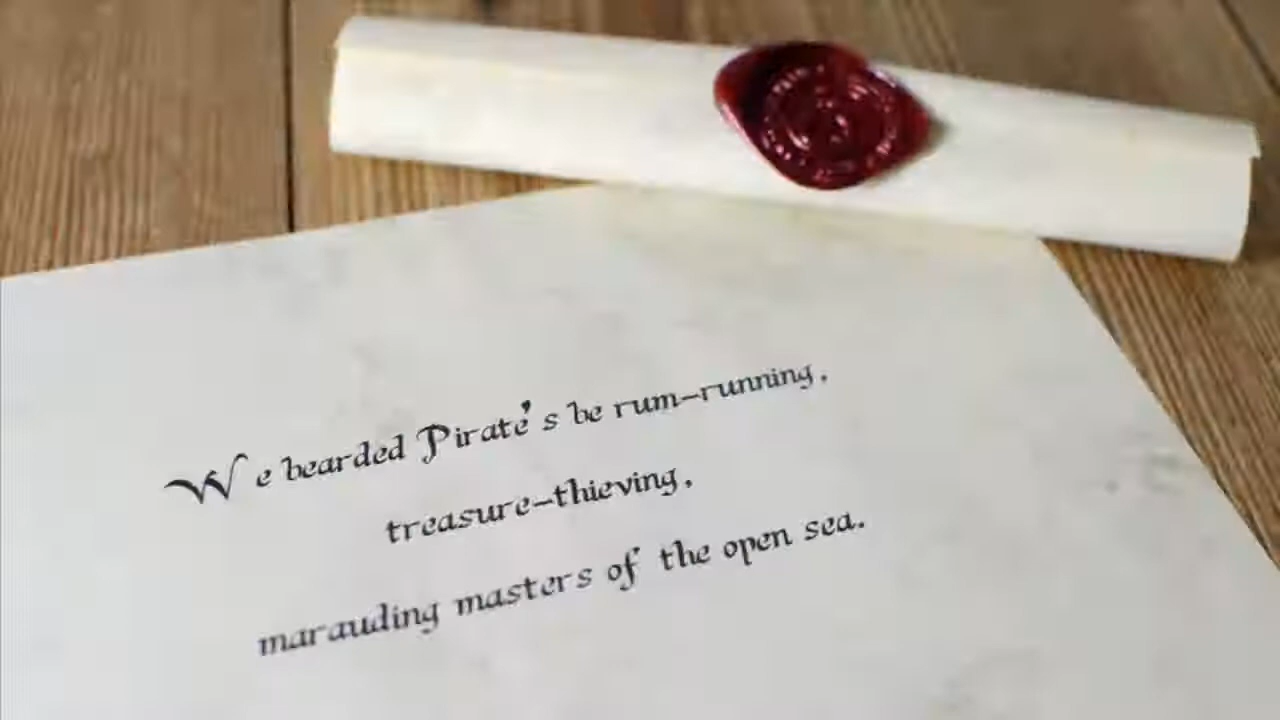 We bearded Pirate's be rum-running,
treasure-thieving,
marauding masters of the open sea.